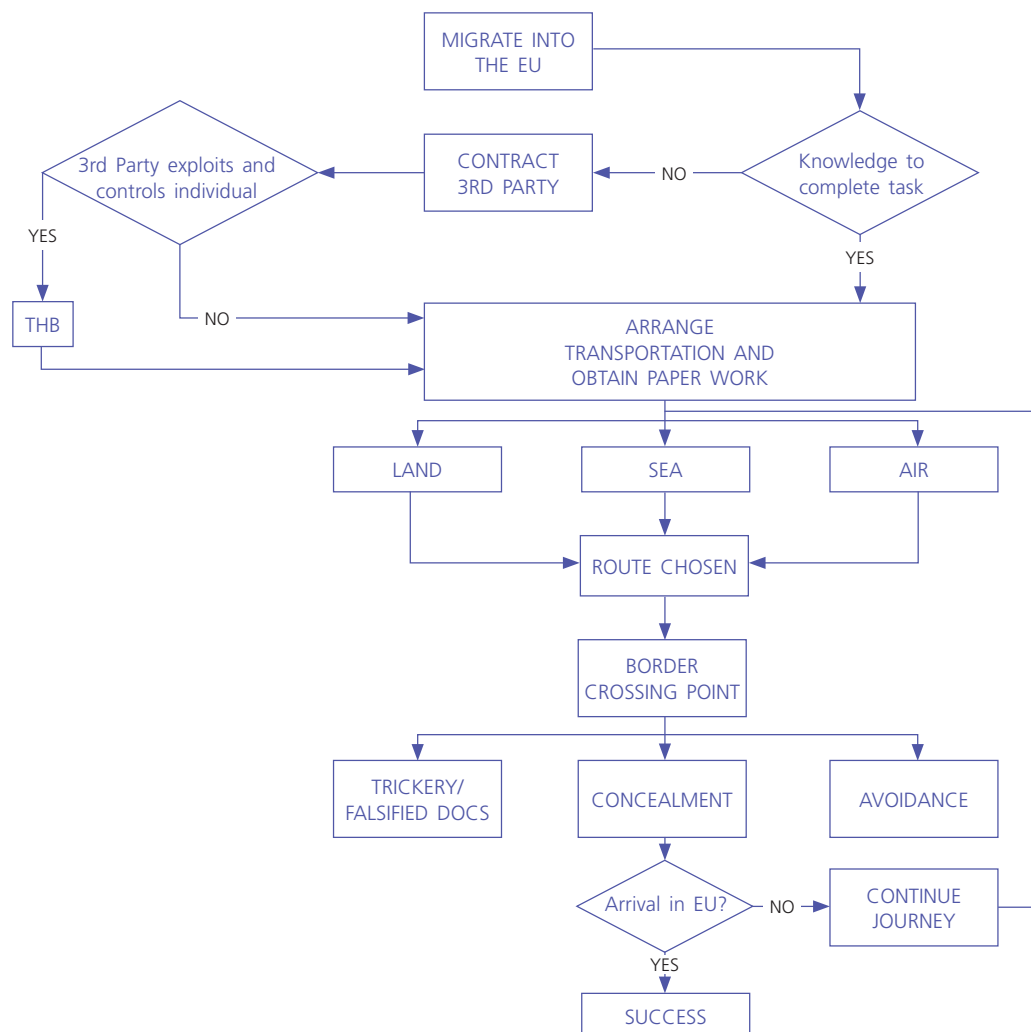 MIGRATE INTO
THE EU
3rd Party exploits and
controls individual
CONTRACT
3RD PARTY
NO
Knowledge to
complete task
YES
YES
THB
NO
ARRANGE
TRANSPORTATION AND
OBTAIN PAPER WORK
LAND
SEA
AIR
ROUTE CHOSEN
BORDER
CROSSING POINT
TRICKERY/
FALSIFIED DOCS
CONCEALMENT
AVOIDANCE
Arrival in EU?
NO
CONTINUE
JOURNEY
YES
SUCCESS